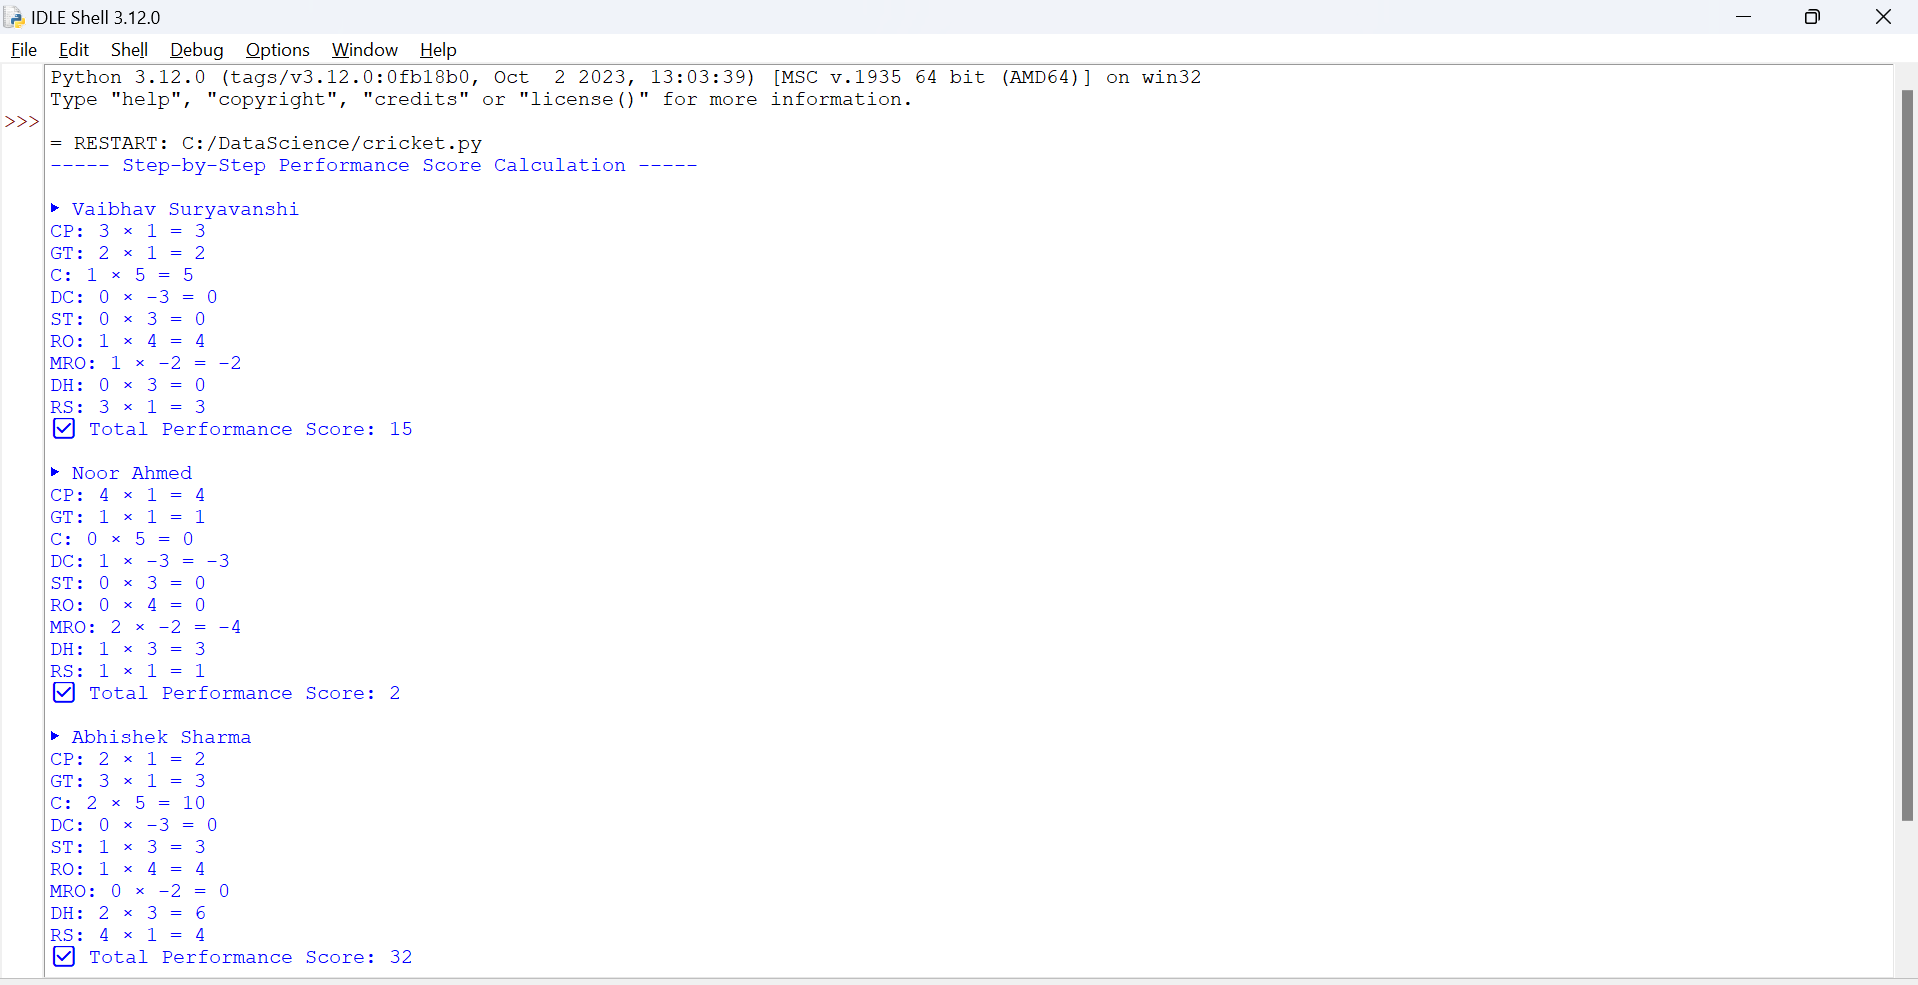 IDLE Shell 3.12.0
File Edit Shell Debug Options Window Help
Python 3.12.0 (tags/v3.12.0:0fb18b0, Oct  2 2023, 13:03:39) [MSC v.1935 64 bit (AMD64)] on win32
Type "help", "copyright", "credits" or "license()" for more information.
>>>
= RESTART: C:/DataScience/cricket.py
----- Step-by-Step Performance Score Calculation -----
▶ Vaibhav Suryavanshi
CP: 3 × 1 = 3
GT: 2 × 1 = 2
C: 1 × 5 = 5
DC: 0 × -3 = 0
ST: 0 × 3 = 0
RO: 1 × 4 = 4
MRO: 1 × -2 = -2
DH: 0 × 3 = 0
RS: 3 × 1 = 3
☑ Total Performance Score: 15
▶ Noor Ahmed
CP: 4 × 1 = 4
GT: 1 × 1 = 1
C: 0 × 5 = 0
DC: 1 × -3 = -3
ST: 0 × 3 = 0
RO: 0 × 4 = 0
MRO: 2 × -2 = -4
DH: 1 × 3 = 3
RS: 1 × 1 = 1
☑ Total Performance Score: 2
▶ Abhishek Sharma
CP: 2 × 1 = 2
GT: 3 × 1 = 3
C: 2 × 5 = 10
DC: 0 × -3 = 0
ST: 1 × 3 = 3
RO: 1 × 4 = 4
MRO: 0 × -2 = 0
DH: 2 × 3 = 6
RS: 4 × 1 = 4
☑ Total Performance Score: 32